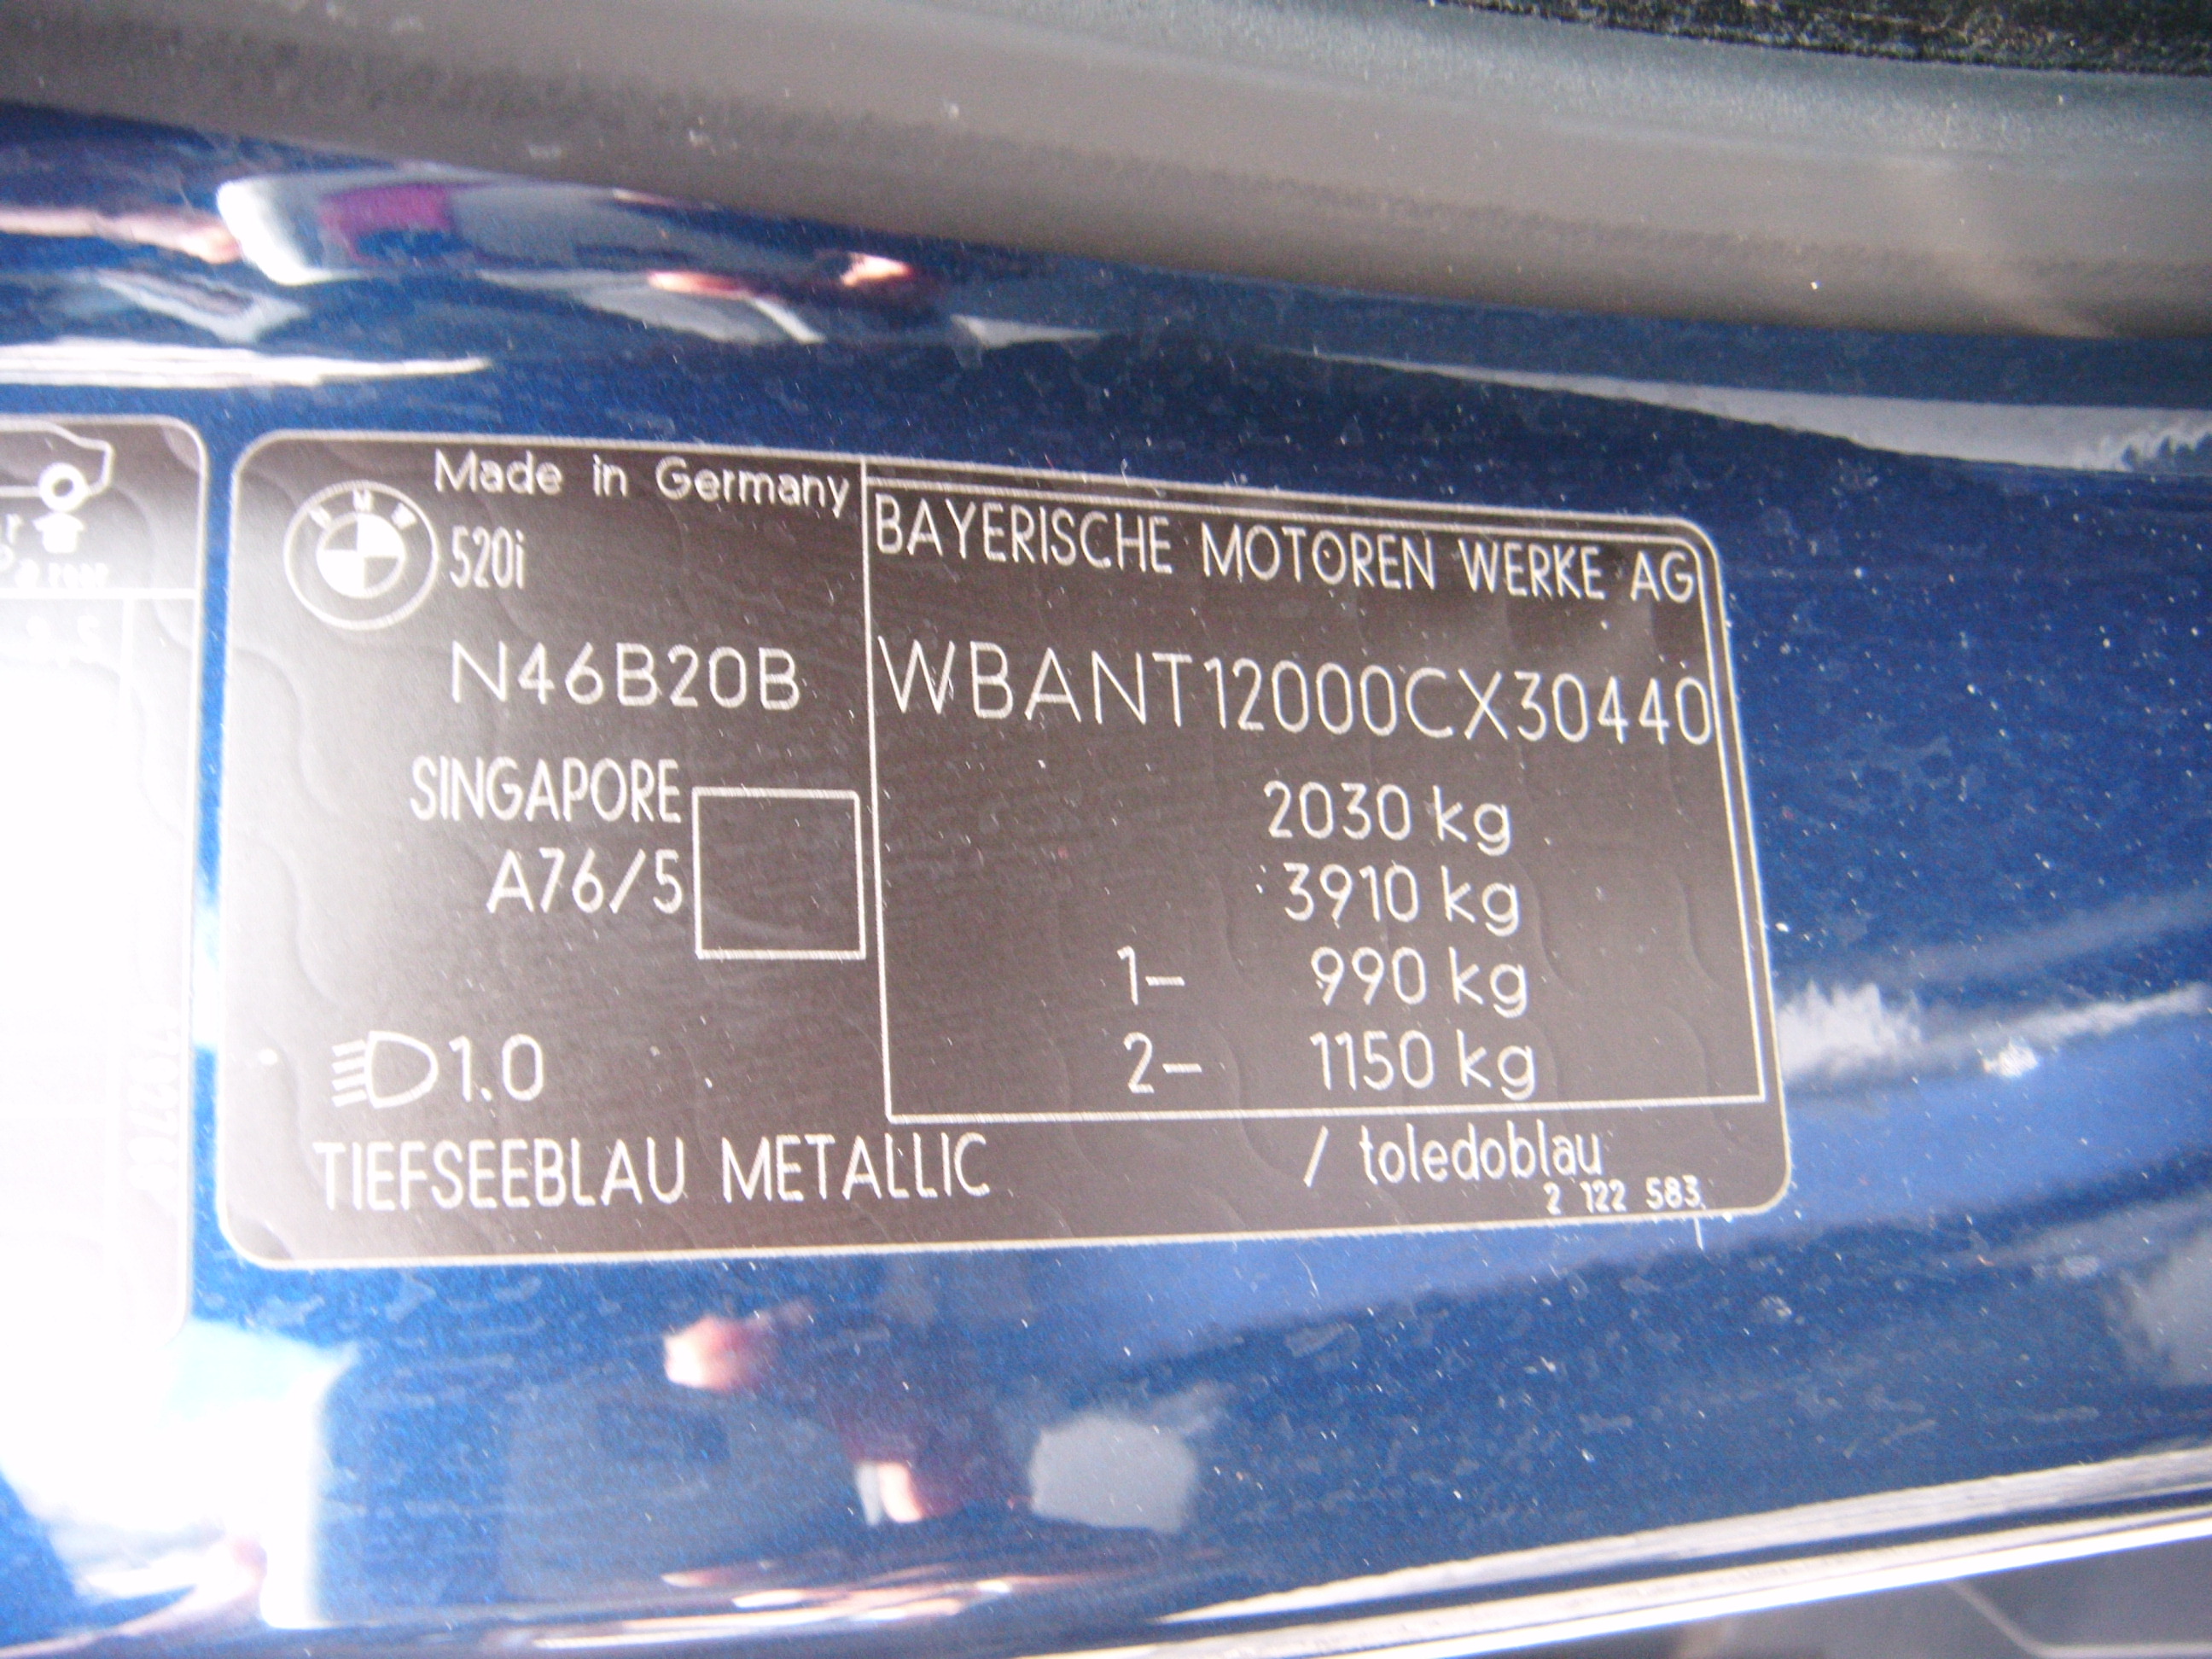 Made in Germany
BMW
520i
N46B20B
SINGAPORE
A76/5
1.0
BAYERISCHE MOTOREN WERKE AG
WBANT12000CX30440
2030 kg
3910 kg
1- 990 kg
2- 1150 kg
TIEFSEEBLAU METALLIC / toledoblau
2 122 583